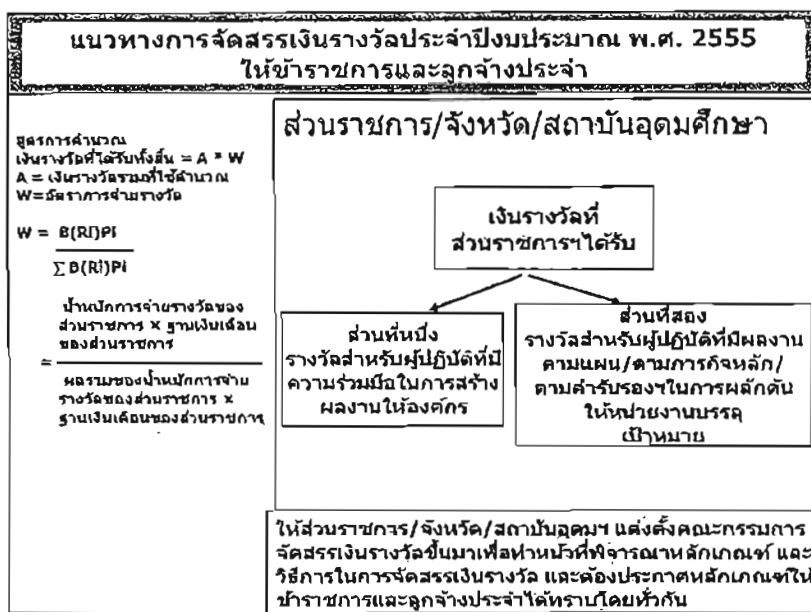 แนวทางการจัดสรรเงินรางวัลประจำปีงบประมาณ พ.ศ. 2555
ให้ข้าราชการและลูกจ้างประจำ
สูตรการคำนวณ
เงินรางวัลที่ได้รับทั้งสิ้น = A * W
A = เงินรางวัลรวมที่ใช้คำนวณ
W=อัตราการจ่ายรางวัล
W = B(Ri)Pi
∑ B(Ri)Pi
น้ำหนักการจ่ายรางวัลของ
ส่วนราชการ x ฐานเงินเดือน
ของส่วนราชการ
=
ผลรวมของน้ำหนักการจ่าย
รางวัลของส่วนราชการ x
ฐานเงินเดือนของส่วนราชการ
ส่วนราชการ/จังหวัด/สถาบันอุดมศึกษา
เงินรางวัลที่
ส่วนราชการฯได้รับ
ส่วนที่หนึ่ง
รางวัลสำหรับผู้ปฏิบัติที่มี
ความร่วมมือในการสร้าง
ผลงานให้องค์กร
ส่วนที่สอง
รางวัลสำหรับผู้ปฏิบัติที่มีผลงาน
ตามแผน/ตามภารกิจหลัก/
ตามคำรับรองฯในการผลักดัน
ให้หน่วยงานบรรลุ
เป้าหมาย
ให้ส่วนราชการ/จังหวัด/สถาบันอุดมฯ แต่งตั้งคณะกรรมการ
จัดสรรเงินรางวัลขึ้นมาเพื่อทำหน้าที่พิจารณาหลักเกณฑ์ และ
วิธีการในการจัดสรรเงินรางวัล และต้องประกาศหลักเกณฑ์ให้
ข้าราชการและลูกจ้างประจำได้ทราบโดยทั่วกัน